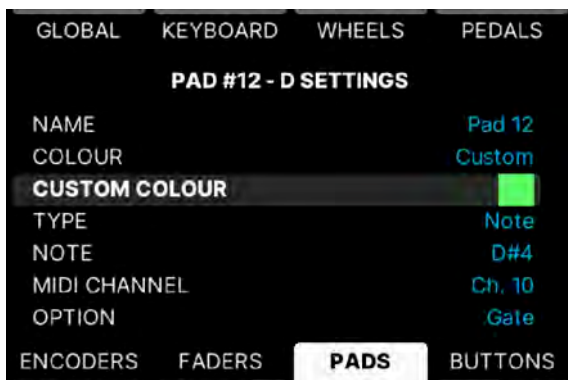 GLOBAL KEYBOARD WHEELS PEDALS
PAD #12 - D SETTINGS
NAME Pad 12
COLOUR Custom
CUSTOM COLOUR
TYPE Note
NOTE D#4
MIDI CHANNEL Ch. 10
OPTION Gate
ENCODERS FADERS PADS BUTTONS